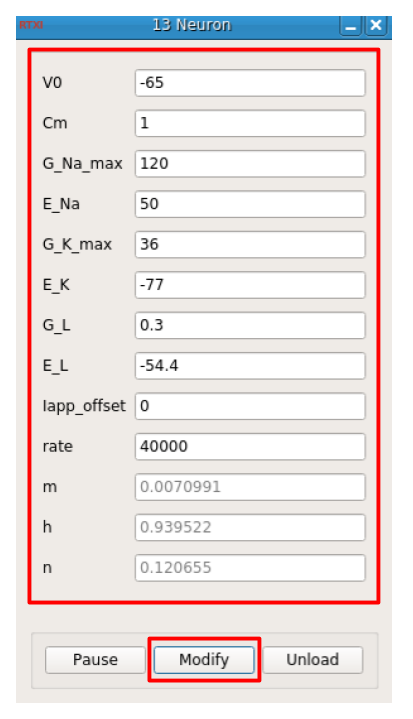 RTXI 13 Neuron
V0 -65
Cm 1
G_Na_max 120
E_Na 50
G_K_max 36
E_K -77
G_L 0.3
E_L -54.4
Iapp_offset 0
rate 40000
m 0.0070991
h 0.939522
n 0.120655
Pause Modify Unload